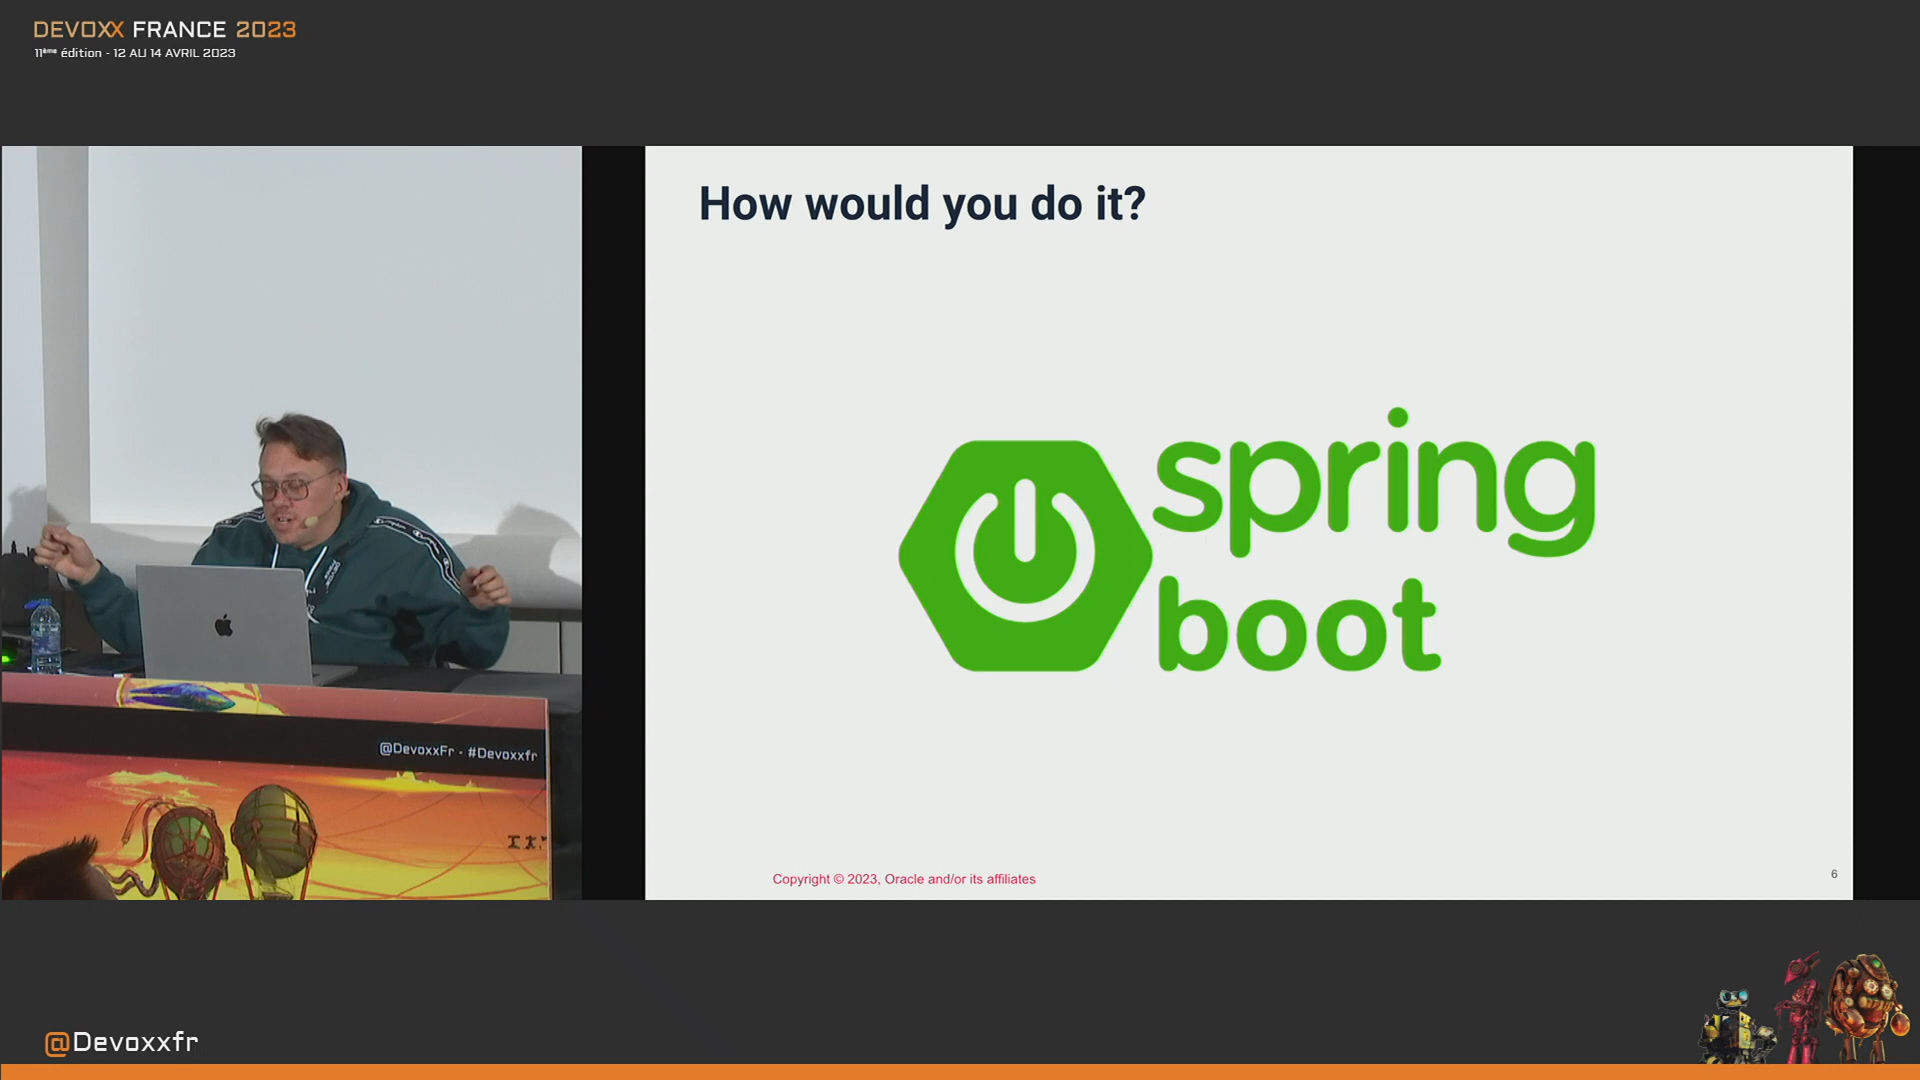 DEVOXX FRANCE 2023
11ème édition - 12 AU 14 AVRIL 2023
How would you do it?
spring
boot
@DevoxxFr - #Devoxxfr
Copyright © 2023, Oracle and/or its affiliates
6
@Devoxxfr